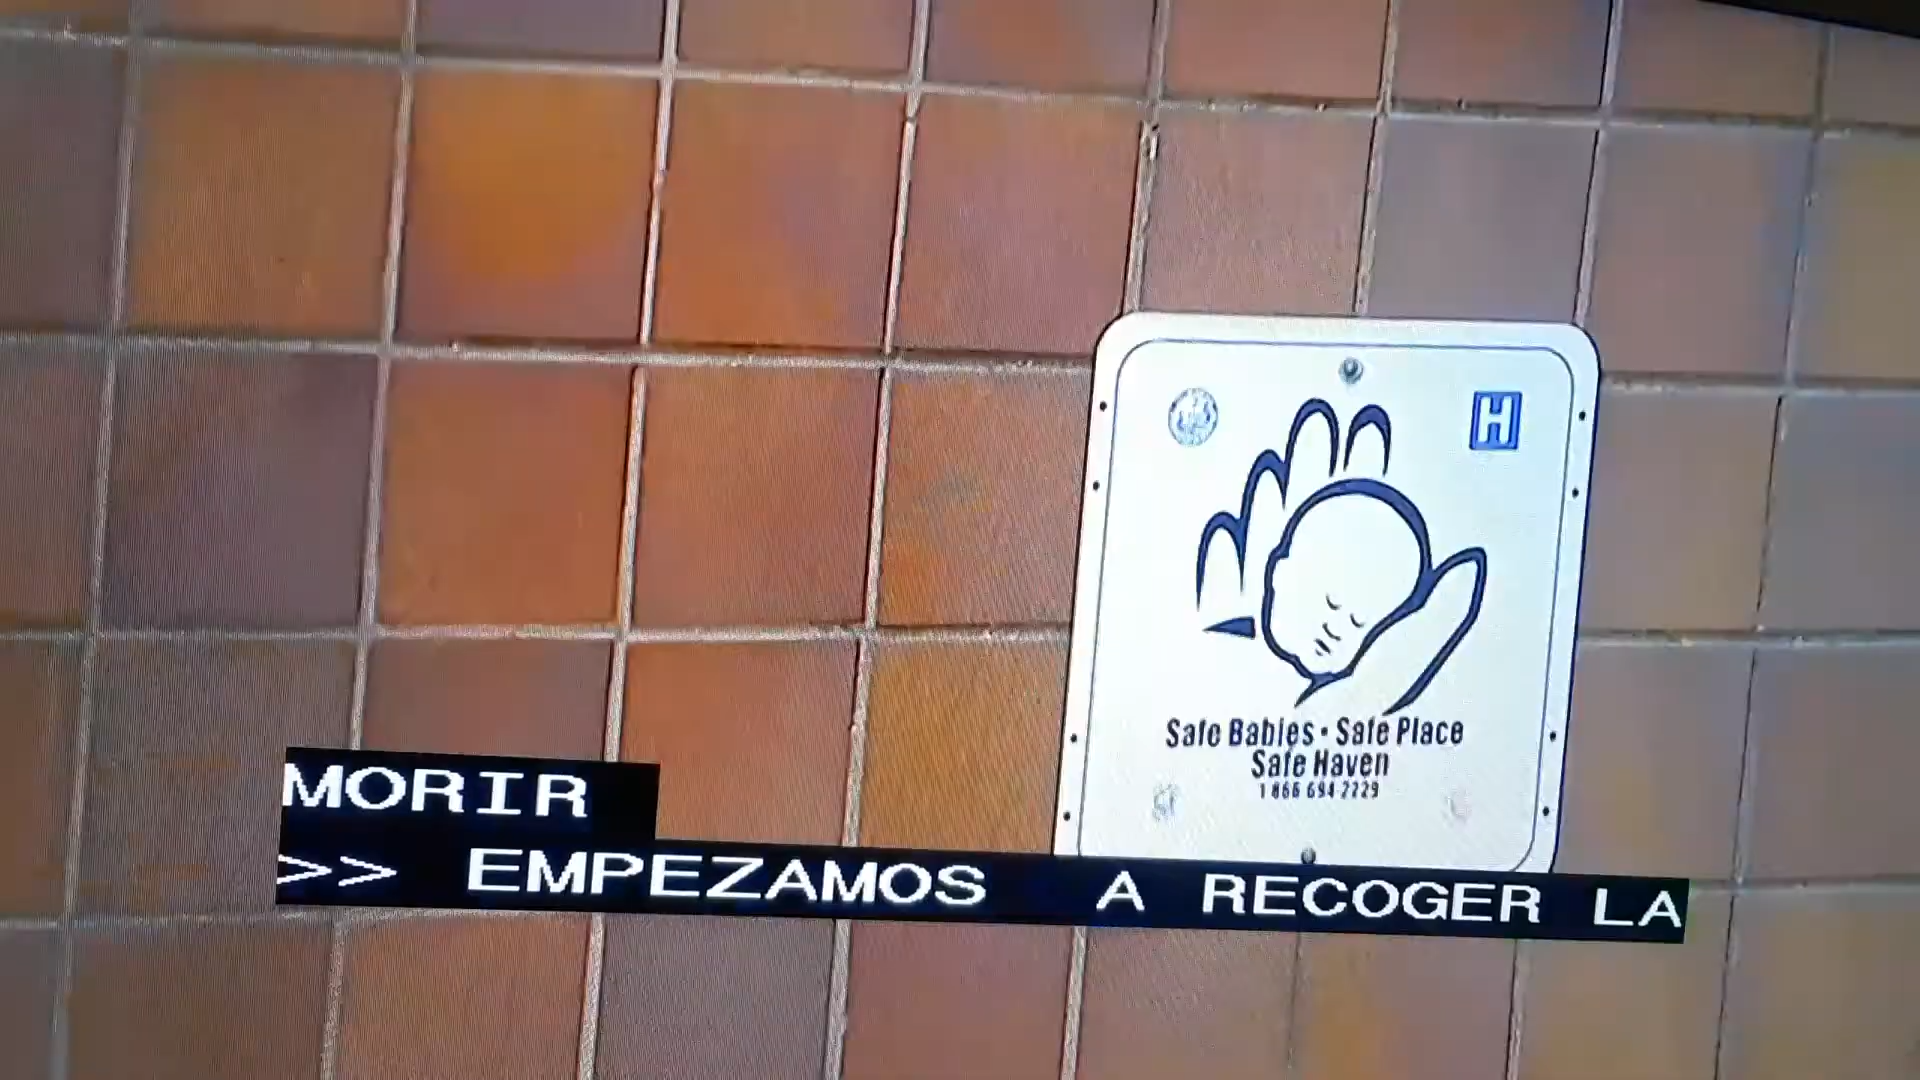 H
Safe Babies • Safe Place
Safe Haven
1 866 694-2229
MORIR
>> EMPEZAMOS A RECOGER LA